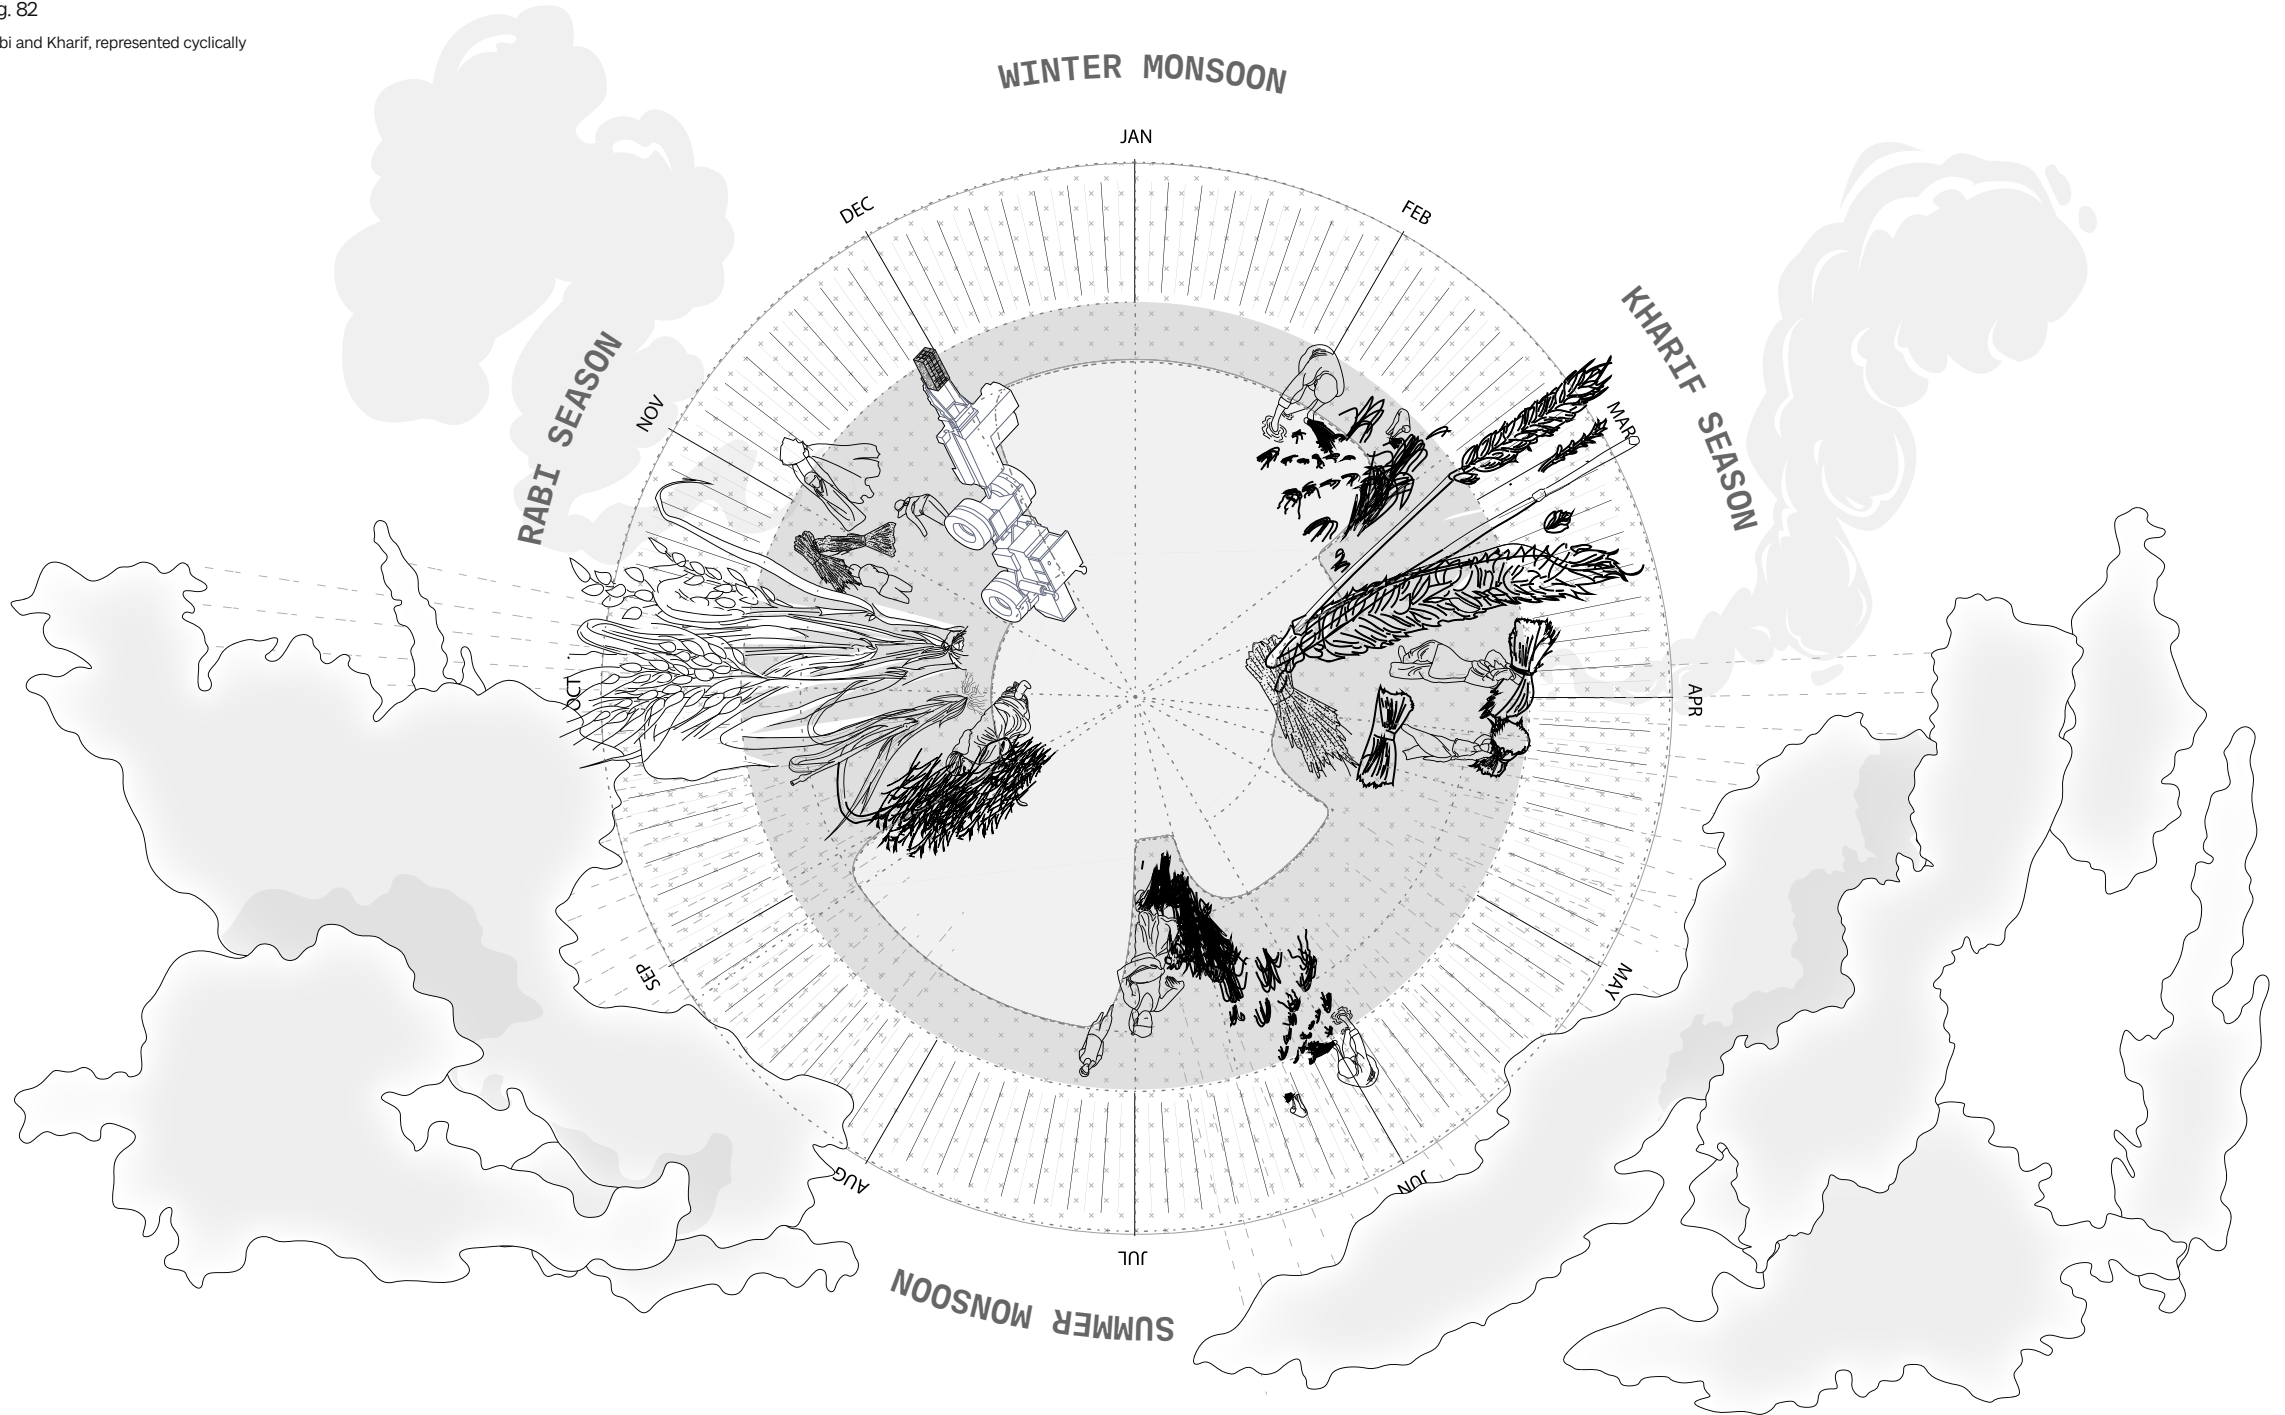 g. 82
bi and Kharif, represented cyclically
WINTER MONSOON
JAN
FEB
KHARIF SEASON
MAR
APR
MAY
JUN
JUL
SUMMER MONSOON
AUG
SEP
OCT
NOV
RABI SEASON
DEC